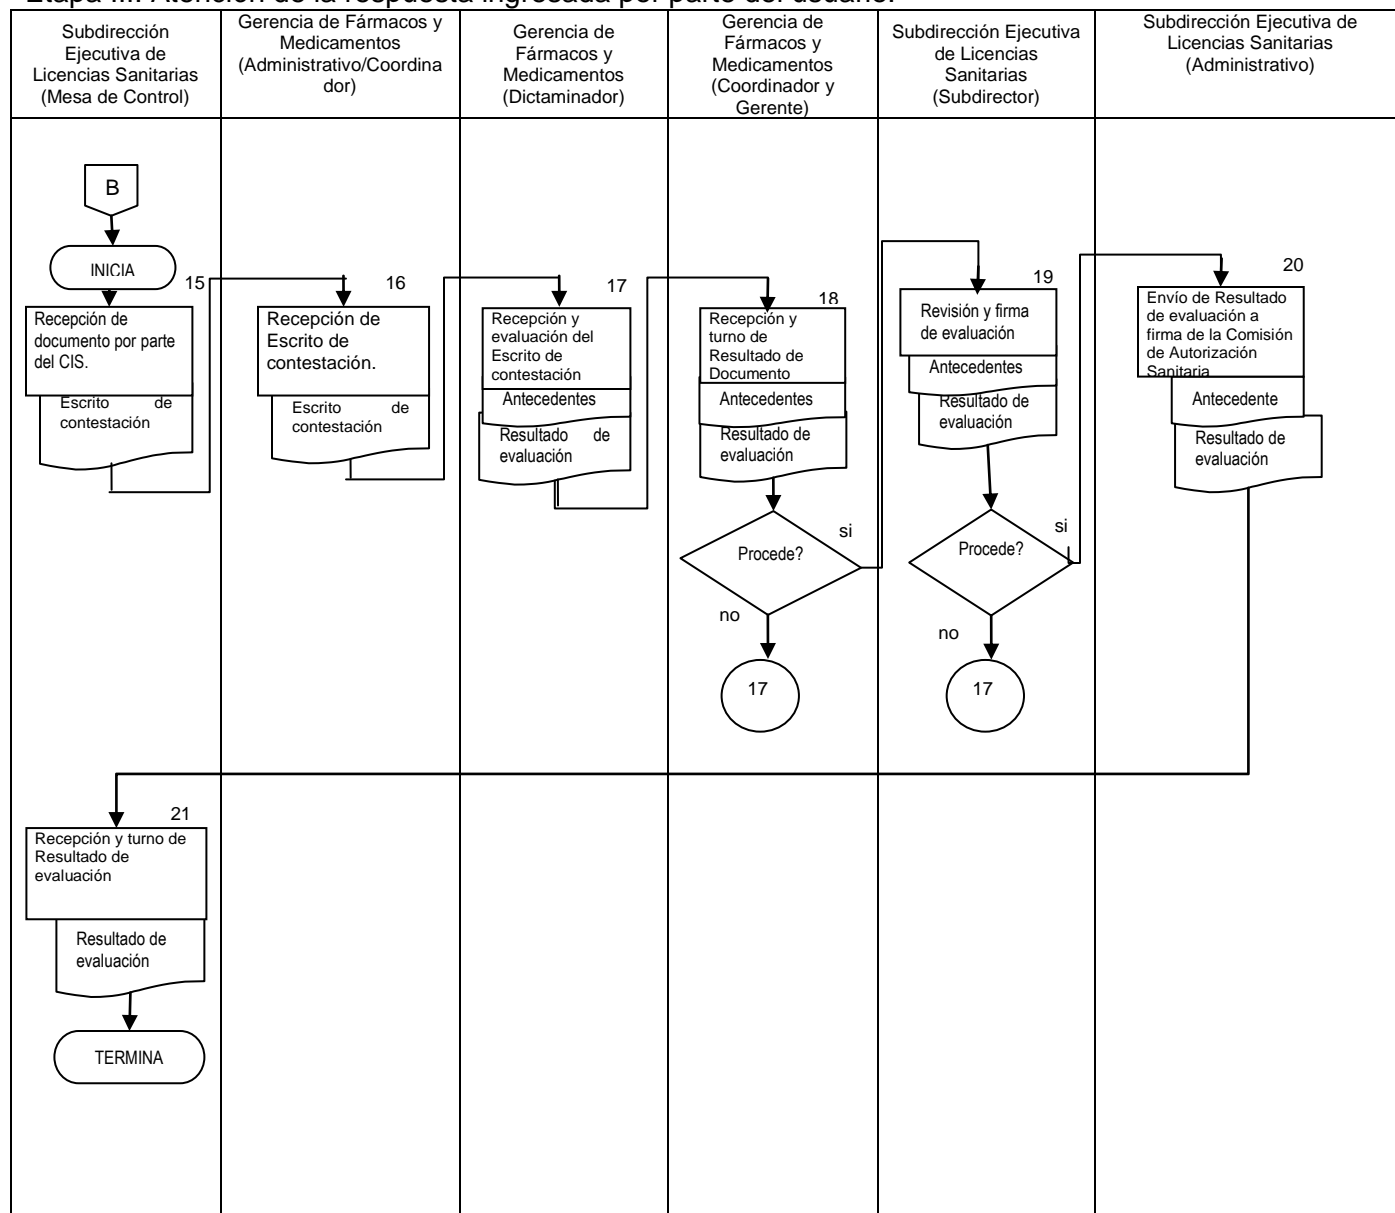 Etapa III. Atención de la respuesta ingresada por parte del usuario.
Subdirección
Ejecutiva de
Licencias Sanitarias
(Mesa de Control)
Gerencia de Fármacos y
Medicamentos
(Administrativo/Coordina
dor)
Gerencia de
Fármacos y
Medicamentos
(Dictaminador)
Gerencia de
Fármacos y
Medicamentos
(Coordinador y
Gerente)
Subdirección Ejecutiva
de Licencias
Sanitarias
(Subdirector)
Subdirección Ejecutiva de
Licencias Sanitarias
(Administrativo)
B
INICIA
15
Recepción de
documento por parte
del CIS.
Escrito de
contestación
16
Recepción de
Escrito de
contestación.
Escrito de
contestación
17
Recepción y
evaluación del
Escrito de
contestación
Antecedentes
Resultado de
evaluación
18
Recepción y
turno de
Resultado de
Documento
Antecedentes
Resultado de
evaluación
Procede?
si
no
17
19
Revisión y firma
de evaluación
Antecedentes
Resultado de
evaluación
Procede?
si
no
17
20
Envío de Resultado
de evaluación a
firma de la Comisión
de Autorización
Sanitaria
Antecedente
Resultado de
evaluación
21
Recepción y turno de
Resultado de
evaluación
Resultado de
evaluación
TERMINA